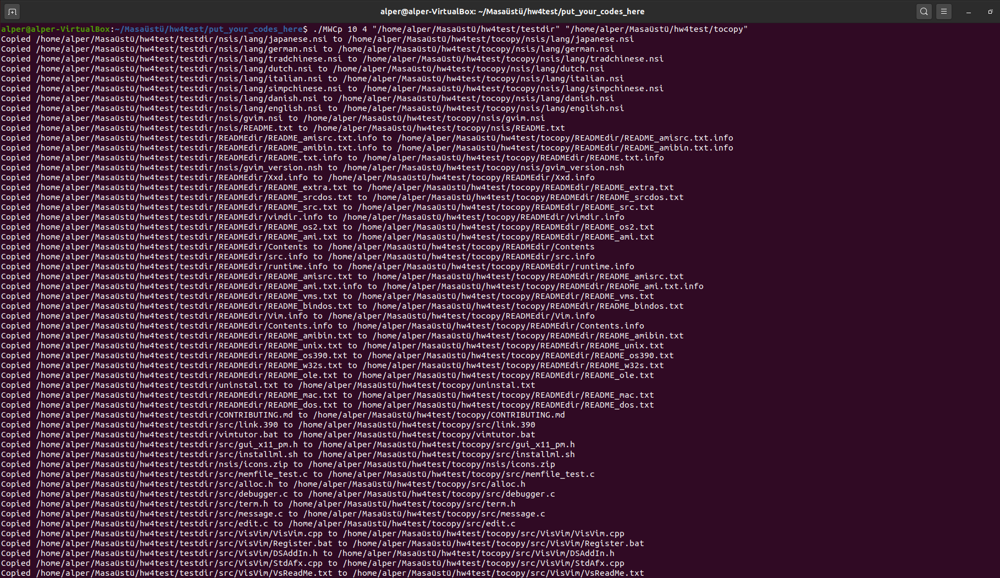 alper@alper-VirtualBox: ~/Masaüstü/hw4test/put_your_codes_here
alper@alper-VirtualBox:~/Masaüstü/hw4test/put_your_codes_here$ ./MWCp 10 4 "/home/alper/Masaüstü/hw4test/testdir" "/home/alper/Masaüstü/hw4test/tocopy"
Copied /home/alper/Masaüstü/hw4test/testdir/nsis/lang/japanese.nsi to /home/alper/Masaüstü/hw4test/tocopy/nsis/lang/japanese.nsi
Copied /home/alper/Masaüstü/hw4test/testdir/nsis/lang/german.nsi to /home/alper/Masaüstü/hw4test/tocopy/nsis/lang/german.nsi
Copied /home/alper/Masaüstü/hw4test/testdir/nsis/lang/tradchinese.nsi to /home/alper/Masaüstü/hw4test/tocopy/nsis/lang/tradchinese.nsi
Copied /home/alper/Masaüstü/hw4test/testdir/nsis/lang/dutch.nsi to /home/alper/Masaüstü/hw4test/tocopy/nsis/lang/dutch.nsi
Copied /home/alper/Masaüstü/hw4test/testdir/nsis/lang/italian.nsi to /home/alper/Masaüstü/hw4test/tocopy/nsis/lang/italian.nsi
Copied /home/alper/Masaüstü/hw4test/testdir/nsis/lang/simpchinese.nsi to /home/alper/Masaüstü/hw4test/tocopy/nsis/lang/simpchinese.nsi
Copied /home/alper/Masaüstü/hw4test/testdir/nsis/lang/danish.nsi to /home/alper/Masaüstü/hw4test/tocopy/nsis/lang/danish.nsi
Copied /home/alper/Masaüstü/hw4test/testdir/nsis/lang/english.nsi to /home/alper/Masaüstü/hw4test/tocopy/nsis/lang/english.nsi
Copied /home/alper/Masaüstü/hw4test/testdir/nsis/gvim.nsi to /home/alper/Masaüstü/hw4test/tocopy/nsis/gvim.nsi
Copied /home/alper/Masaüstü/hw4test/testdir/nsis/README.txt to /home/alper/Masaüstü/hw4test/tocopy/nsis/README.txt
Copied /home/alper/Masaüstü/hw4test/testdir/READMEdir/README_amisrc.txt.info to /home/alper/Masaüstü/hw4test/tocopy/READMEdir/README_amisrc.txt.info
Copied /home/alper/Masaüstü/hw4test/testdir/READMEdir/README_amibin.txt.info to /home/alper/Masaüstü/hw4test/tocopy/READMEdir/README_amibin.txt.info
Copied /home/alper/Masaüstü/hw4test/testdir/READMEdir/README.txt.info to /home/alper/Masaüstü/hw4test/tocopy/READMEdir/README.txt.info
Copied /home/alper/Masaüstü/hw4test/testdir/nsis/gvim_version.nsh to /home/alper/Masaüstü/hw4test/tocopy/nsis/gvim_version.nsh
Copied /home/alper/Masaüstü/hw4test/testdir/READMEdir/Xxd.info to /home/alper/Masaüstü/hw4test/tocopy/READMEdir/Xxd.info
Copied /home/alper/Masaüstü/hw4test/testdir/READMEdir/README_extra.txt to /home/alper/Masaüstü/hw4test/tocopy/READMEdir/README_extra.txt
Copied /home/alper/Masaüstü/hw4test/testdir/READMEdir/README_srcdos.txt to /home/alper/Masaüstü/hw4test/tocopy/READMEdir/README_srcdos.txt
Copied /home/alper/Masaüstü/hw4test/testdir/READMEdir/README_src.txt to /home/alper/Masaüstü/hw4test/tocopy/READMEdir/README_src.txt
Copied /home/alper/Masaüstü/hw4test/testdir/READMEdir/vimdir.info to /home/alper/Masaüstü/hw4test/tocopy/READMEdir/vimdir.info
Copied /home/alper/Masaüstü/hw4test/testdir/READMEdir/README_os2.txt to /home/alper/Masaüstü/hw4test/tocopy/READMEdir/README_os2.txt
Copied /home/alper/Masaüstü/hw4test/testdir/READMEdir/README_ami.txt to /home/alper/Masaüstü/hw4test/tocopy/READMEdir/README_ami.txt
Copied /home/alper/Masaüstü/hw4test/testdir/READMEdir/Contents to /home/alper/Masaüstü/hw4test/tocopy/READMEdir/Contents
Copied /home/alper/Masaüstü/hw4test/testdir/READMEdir/src.info to /home/alper/Masaüstü/hw4test/tocopy/READMEdir/src.info
Copied /home/alper/Masaüstü/hw4test/testdir/READMEdir/runtime.info to /home/alper/Masaüstü/hw4test/tocopy/READMEdir/runtime.info
Copied /home/alper/Masaüstü/hw4test/testdir/READMEdir/README_amisrc.txt to /home/alper/Masaüstü/hw4test/tocopy/READMEdir/README_amisrc.txt
Copied /home/alper/Masaüstü/hw4test/testdir/READMEdir/README_ami.txt.info to /home/alper/Masaüstü/hw4test/tocopy/READMEdir/README_ami.txt.info
Copied /home/alper/Masaüstü/hw4test/testdir/READMEdir/README_vms.txt to /home/alper/Masaüstü/hw4test/tocopy/READMEdir/README_vms.txt
Copied /home/alper/Masaüstü/hw4test/testdir/READMEdir/README_bindos.txt to /home/alper/Masaüstü/hw4test/tocopy/READMEdir/README_bindos.txt
Copied /home/alper/Masaüstü/hw4test/testdir/READMEdir/Vim.info to /home/alper/Masaüstü/hw4test/tocopy/READMEdir/Vim.info
Copied /home/alper/Masaüstü/hw4test/testdir/READMEdir/Contents.info to /home/alper/Masaüstü/hw4test/tocopy/READMEdir/Contents.info
Copied /home/alper/Masaüstü/hw4test/testdir/READMEdir/README_amibin.txt to /home/alper/Masaüstü/hw4test/tocopy/READMEdir/README_amibin.txt
Copied /home/alper/Masaüstü/hw4test/testdir/READMEdir/README_unix.txt to /home/alper/Masaüstü/hw4test/tocopy/READMEdir/README_unix.txt
Copied /home/alper/Masaüstü/hw4test/testdir/READMEdir/README_os390.txt to /home/alper/Masaüstü/hw4test/tocopy/READMEdir/README_os390.txt
Copied /home/alper/Masaüstü/hw4test/testdir/READMEdir/README_w32s.txt to /home/alper/Masaüstü/hw4test/tocopy/READMEdir/README_w32s.txt
Copied /home/alper/Masaüstü/hw4test/testdir/READMEdir/README_ole.txt to /home/alper/Masaüstü/hw4test/tocopy/READMEdir/README_ole.txt
Copied /home/alper/Masaüstü/hw4test/testdir/uninstal.txt to /home/alper/Masaüstü/hw4test/tocopy/uninstal.txt
Copied /home/alper/Masaüstü/hw4test/testdir/READMEdir/README_mac.txt to /home/alper/Masaüstü/hw4test/tocopy/READMEdir/README_mac.txt
Copied /home/alper/Masaüstü/hw4test/testdir/READMEdir/README_dos.txt to /home/alper/Masaüstü/hw4test/tocopy/READMEdir/README_dos.txt
Copied /home/alper/Masaüstü/hw4test/testdir/CONTRIBUTING.md to /home/alper/Masaüstü/hw4test/tocopy/CONTRIBUTING.md
Copied /home/alper/Masaüstü/hw4test/testdir/src/link.390 to /home/alper/Masaüstü/hw4test/tocopy/src/link.390
Copied /home/alper/Masaüstü/hw4test/testdir/vimtutor.bat to /home/alper/Masaüstü/hw4test/tocopy/vimtutor.bat
Copied /home/alper/Masaüstü/hw4test/testdir/src/gui_x11_pm.h to /home/alper/Masaüstü/hw4test/tocopy/src/gui_x11_pm.h
Copied /home/alper/Masaüstü/hw4test/testdir/src/installml.sh to /home/alper/Masaüstü/hw4test/tocopy/src/installml.sh
Copied /home/alper/Masaüstü/hw4test/testdir/nsis/icons.zip to /home/alper/Masaüstü/hw4test/tocopy/nsis/icons.zip
Copied /home/alper/Masaüstü/hw4test/testdir/src/memfile_test.c to /home/alper/Masaüstü/hw4test/tocopy/src/memfile_test.c
Copied /home/alper/Masaüstü/hw4test/testdir/src/alloc.h to /home/alper/Masaüstü/hw4test/tocopy/src/alloc.h
Copied /home/alper/Masaüstü/hw4test/testdir/src/debugger.c to /home/alper/Masaüstü/hw4test/tocopy/src/debugger.c
Copied /home/alper/Masaüstü/hw4test/testdir/src/term.h to /home/alper/Masaüstü/hw4test/tocopy/src/term.h
Copied /home/alper/Masaüstü/hw4test/testdir/src/message.c to /home/alper/Masaüstü/hw4test/tocopy/src/message.c
Copied /home/alper/Masaüstü/hw4test/testdir/src/edit.c to /home/alper/Masaüstü/hw4test/tocopy/src/edit.c
Copied /home/alper/Masaüstü/hw4test/testdir/src/VisVim/VisVim.cpp to /home/alper/Masaüstü/hw4test/tocopy/src/VisVim/VisVim.cpp
Copied /home/alper/Masaüstü/hw4test/testdir/src/VisVim/Register.bat to /home/alper/Masaüstü/hw4test/tocopy/src/VisVim/Register.bat
Copied /home/alper/Masaüstü/hw4test/testdir/src/VisVim/DSAddIn.h to /home/alper/Masaüstü/hw4test/tocopy/src/VisVim/DSAddIn.h
Copied /home/alper/Masaüstü/hw4test/testdir/src/VisVim/StdAfx.cpp to /home/alper/Masaüstü/hw4test/tocopy/src/VisVim/StdAfx.cpp
Copied /home/alper/Masaüstü/hw4test/testdir/src/VisVim/VsReadMe.txt to /home/alper/Masaüstü/hw4test/tocopy/src/VisVim/VsReadMe.txt